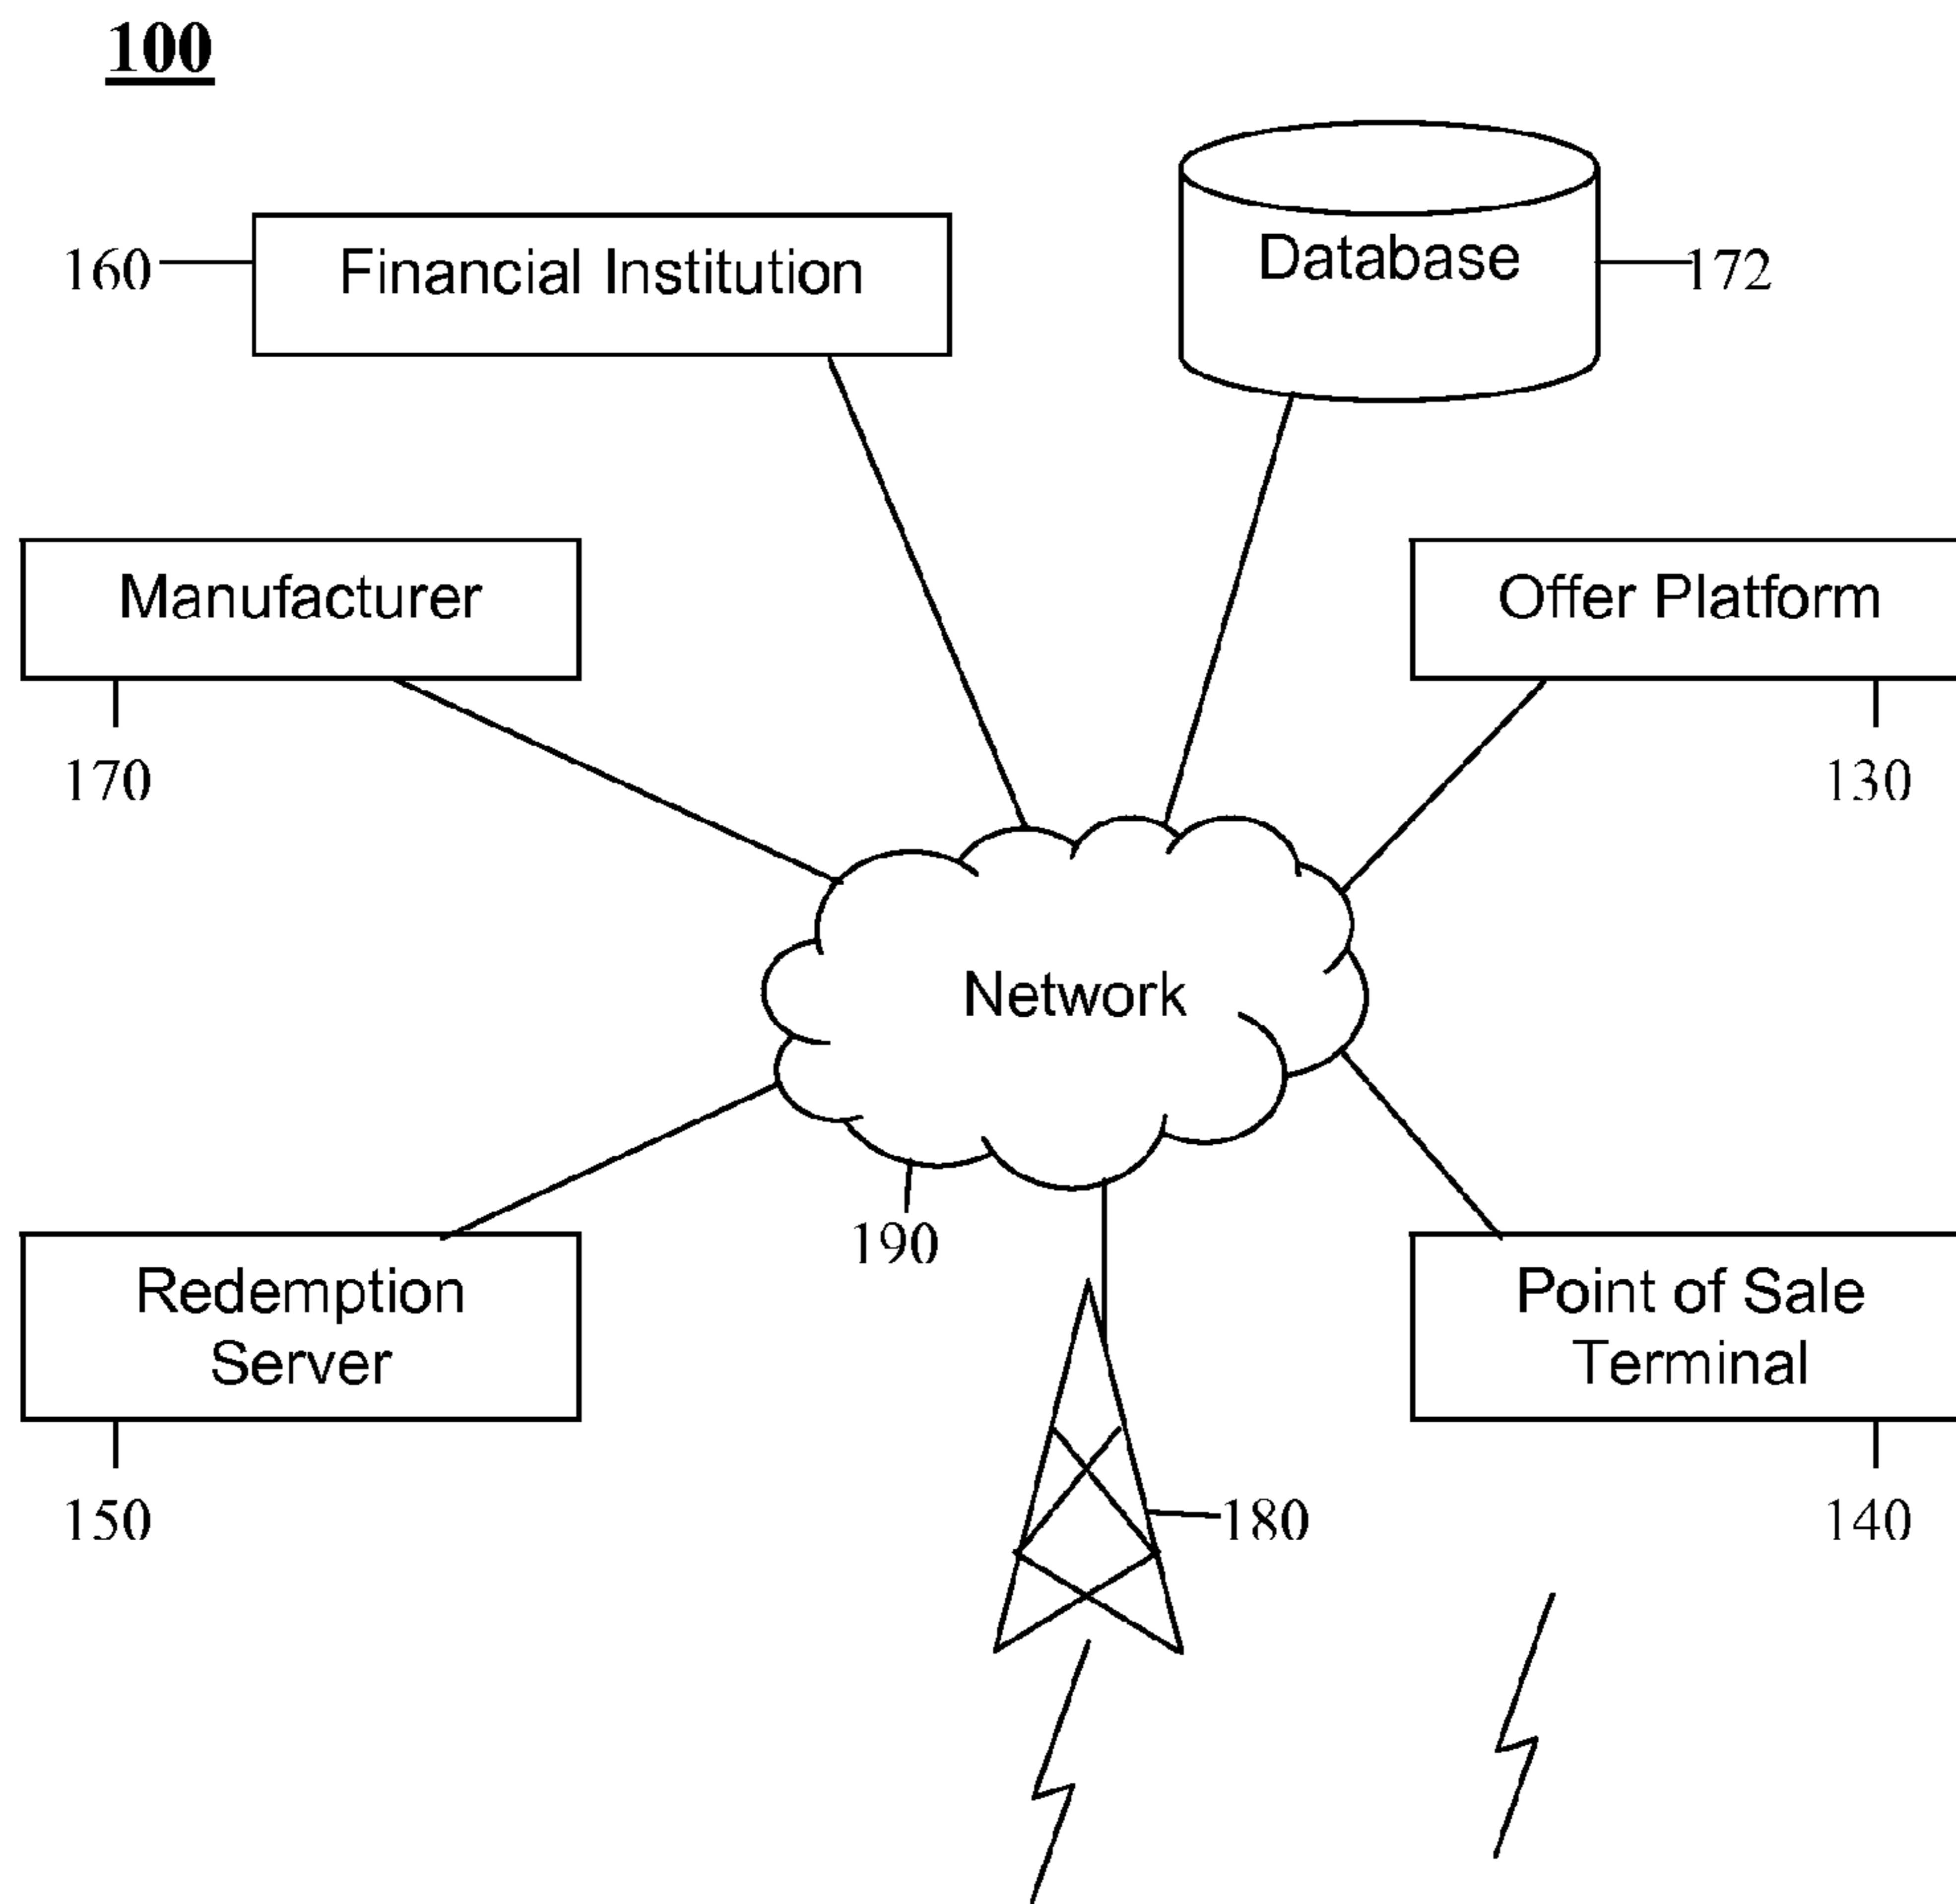 100
160
Financial Institution
Database
172
Manufacturer
Offer Platform
170
130
Network
190
Redemption
Server
Point of Sale
Terminal
150
180
140